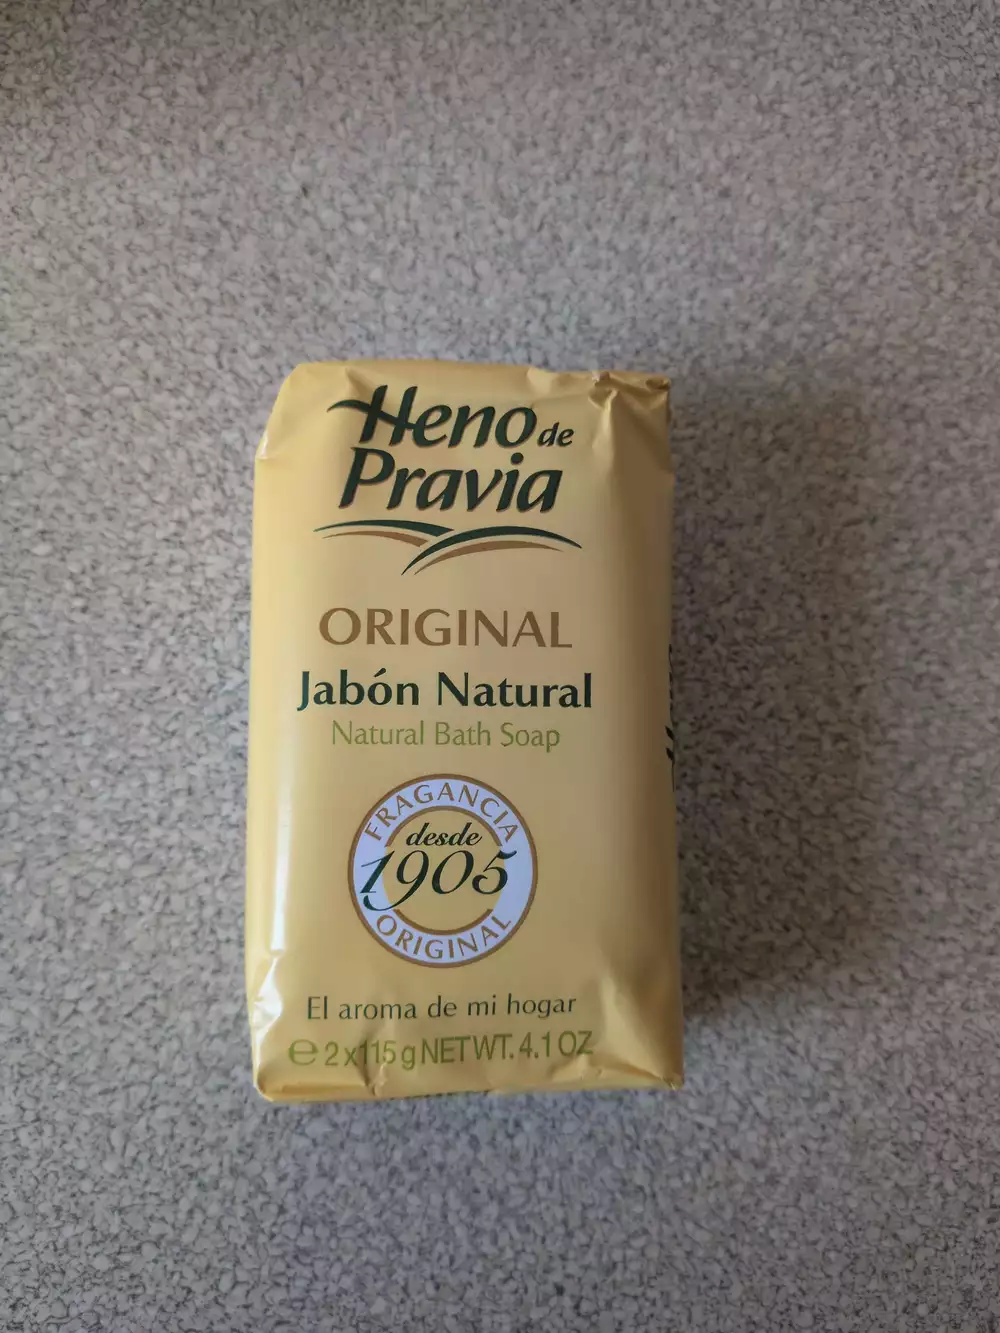 Heno de
Pravia
ORIGINAL
Jabón Natural
Natural Bath Soap
FRAGANCIA
desde
1905
ORIGINAL
El aroma de mi hogar
℮ 2 x 115 g NET WT. 4.1 OZ